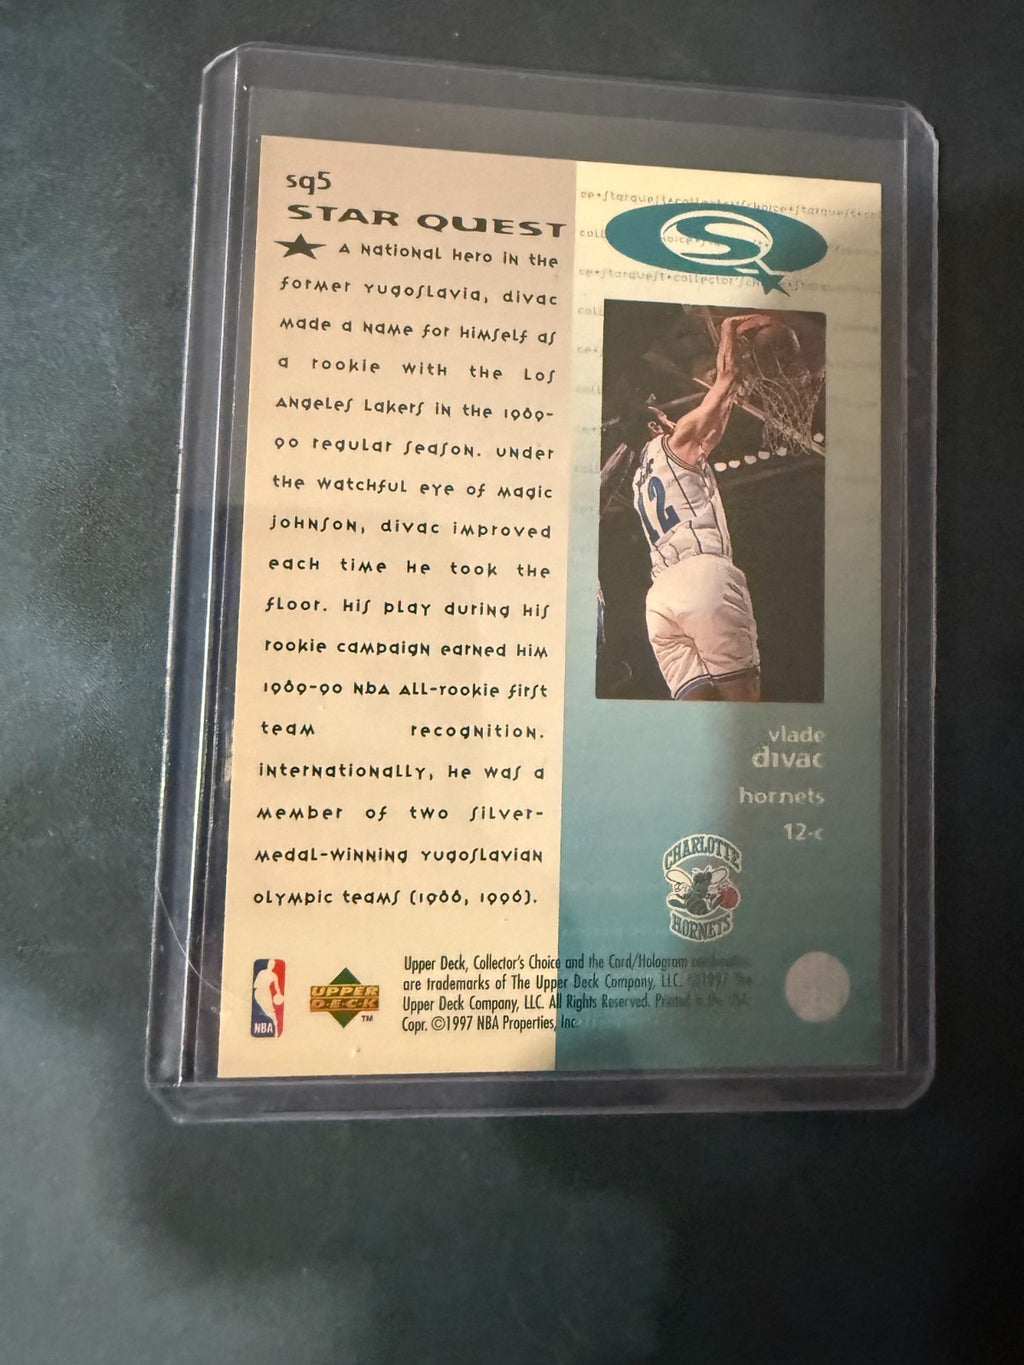 sq5
STAR QUEST
A National Hero in the
former Yugoslavia, Divac
made a name for himself as
a rookie with the Los
Angeles Lakers in the 1989-
90 regular season. Under
the watchful eye of Magic
Johnson, Divac improved
each time he took the
floor. His play during his
rookie campaign earned him
1989-90 NBA All-Rookie First
Team recognition.
Internationally, he was a
member of two silver-
medal-winning Yugoslavian
Olympic teams (1988, 1996).
SQ
12
vlade
divac
hornets
12-c
CHARLOTTE
HORNETS
NBA
UPPER
D·E·C·K
TM
Upper Deck, Collector's Choice and the Card/Hologram combination
are trademarks of The Upper Deck Company, LLC. ©1997 The
Upper Deck Company, LLC. All Rights Reserved. Printed in the USA.
Copr. ©1997 NBA Properties, Inc.